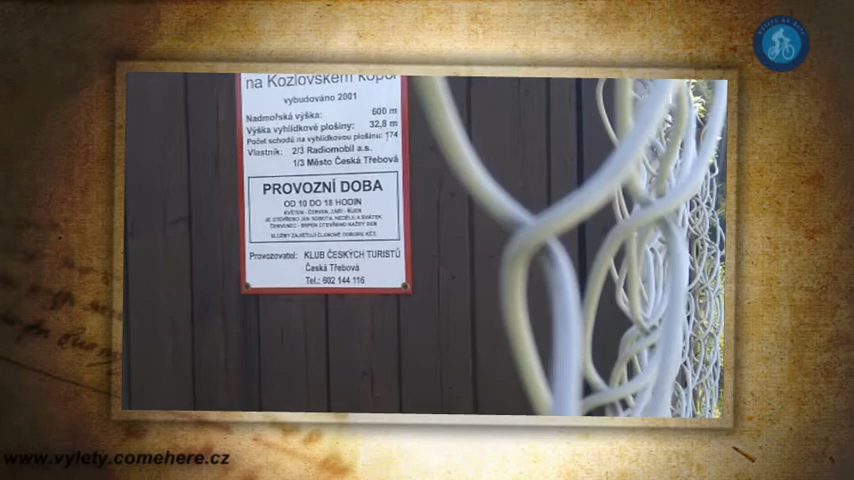 Výlety na kole
na Kozlovském kopci
vybudováno 2001
Nadmořská výška: 600 m
Výška vyhlídkové plošiny: 32,8 m
Počet schodů na vyhlídkovou plošinu: 174
Vlastník: 2/3 Radiomobil a.s.
1/3 Město Česká Třebová
PROVOZNÍ DOBA
OD 10 DO 18 HODIN
KVĚTEN - ČERVEN, ZÁŘÍ - ŘÍJEN
JE OTEVŘENO JEN SOBOTA, NEDĚLE A SVÁTEK
ČERVENEC - SRPEN OTEVŘENO KAŽDÝ DEN
SLUŽBY ZAJIŠŤUJÍ ČLENOVÉ ODBORU KČT
Provozovatel: KLUB ČESKÝCH TURISTŮ
Česká Třebová
Tel.: 602 144 116
www.vylety.comehere.cz